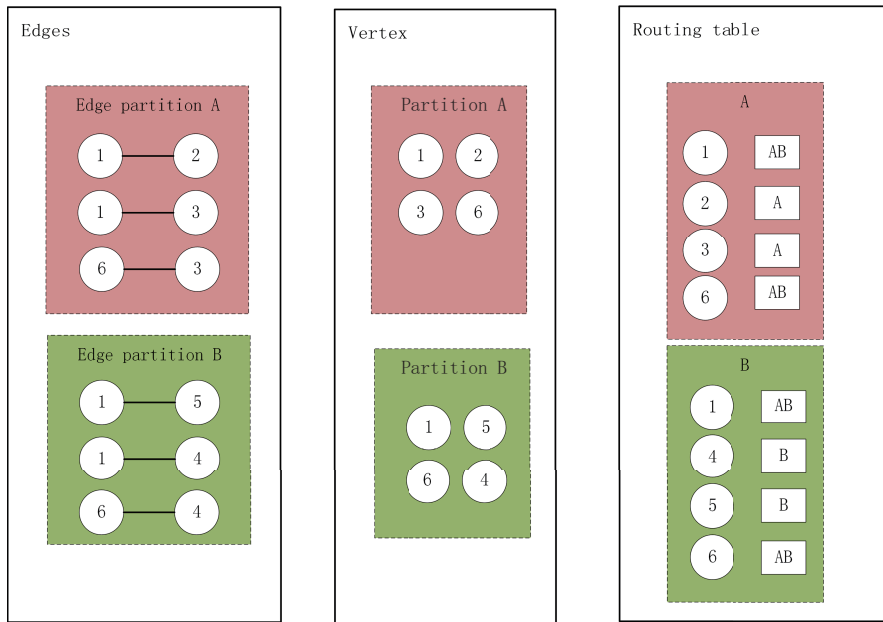 Edges
Edge partition A
1 2
1 3
6 3
Edge partition B
1 5
1 4
6 4
Vertex
Partition A
1 2
3 6
Partition B
1 5
6 4
Routing table
A
1 AB
2 A
3 A
6 AB
B
1 AB
4 B
5 B
6 AB